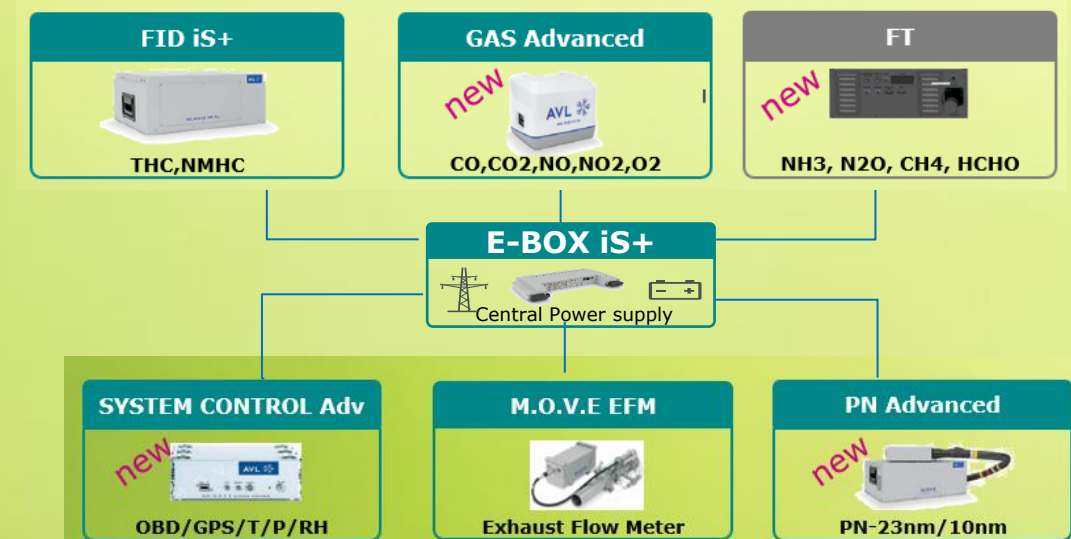 FID iS+
GAS Advanced
FT
new
AVL
new
AVL
THC,NMHC
CO,CO2,NO,NO2,O2
NH3, N2O, CH4, HCHO
E-BOX iS+
Central Power supply
SYSTEM CONTROL Adv
M.O.V.E EFM
PN Advanced
new
AVL
new
OBD/GPS/T/P/RH
Exhaust Flow Meter
PN-23nm/10nm